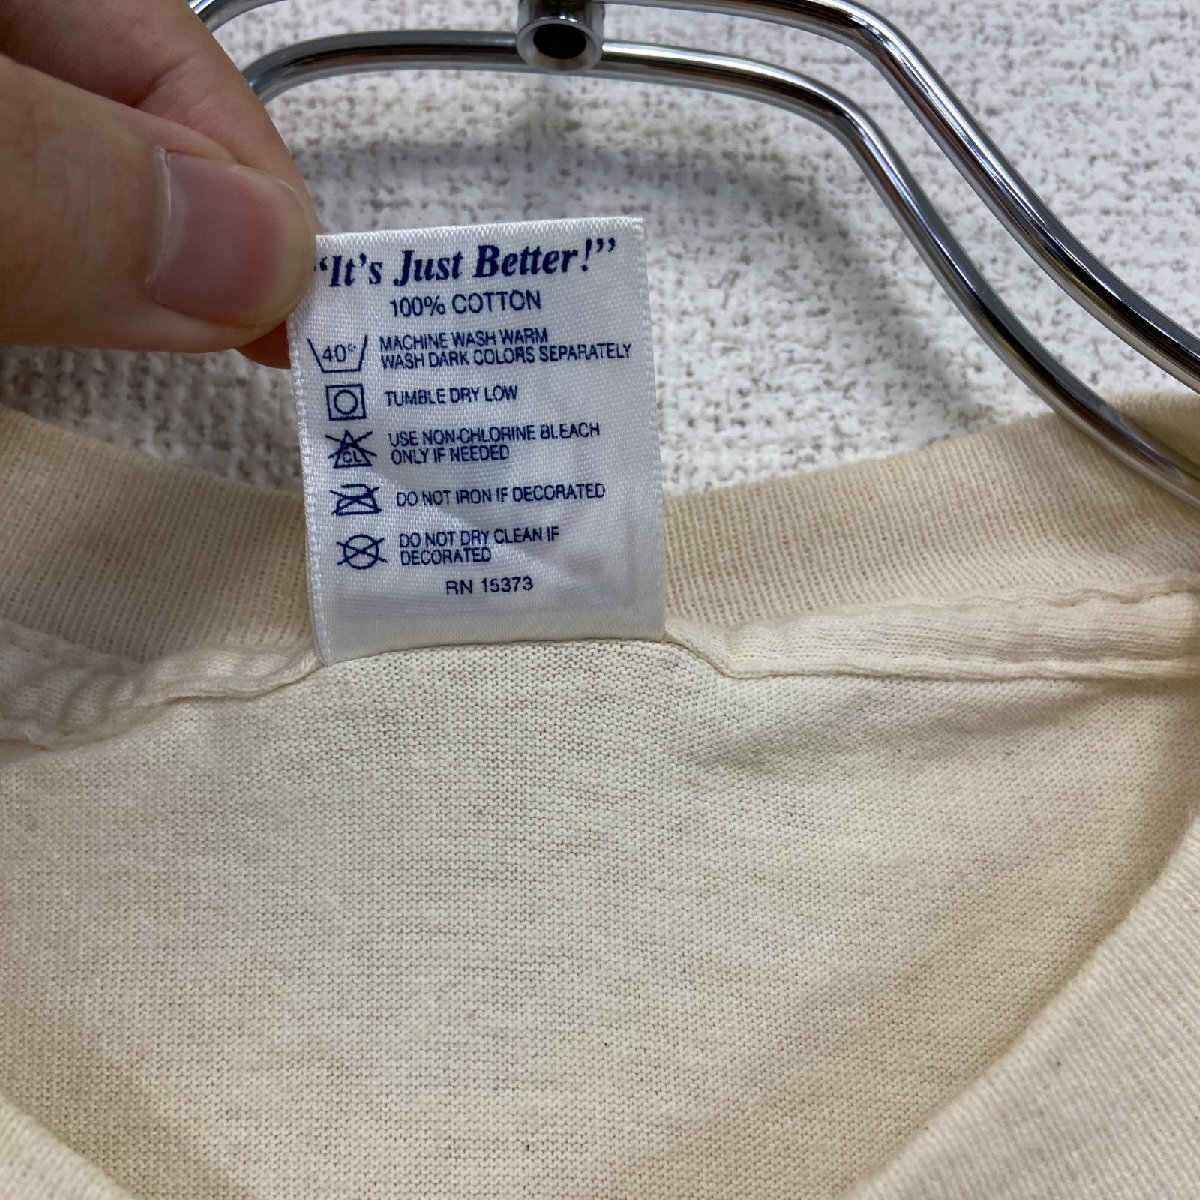 "It's Just Better!"
100% COTTON
40°
MACHINE WASH WARM
WASH DARK COLORS SEPARATELY
TUMBLE DRY LOW
CL
USE NON-CHLORINE BLEACH
ONLY IF NEEDED
DO NOT IRON IF DECORATED
DO NOT DRY CLEAN IF
DECORATED
RN 15373